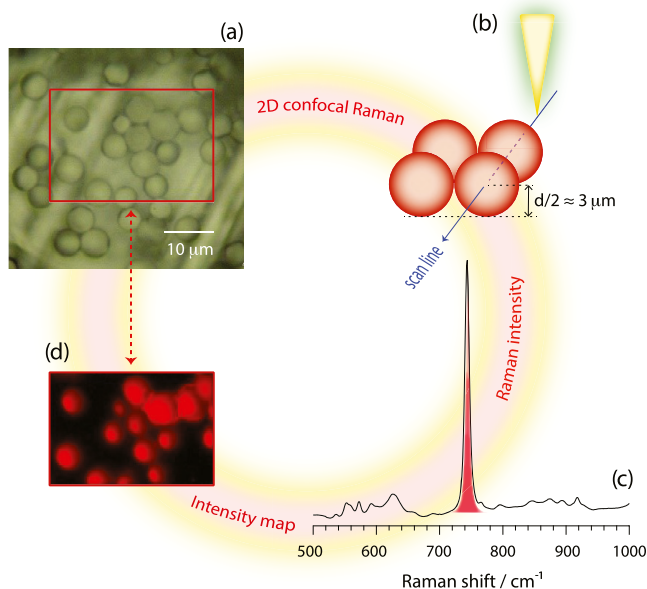 (a)
(b)
2D confocal Raman
d/2 ≈ 3 μm
10 μm
scan line
(d)
Raman intensity
(c)
Intensity map
500 600 700 800 900 1000
Raman shift / cm⁻¹